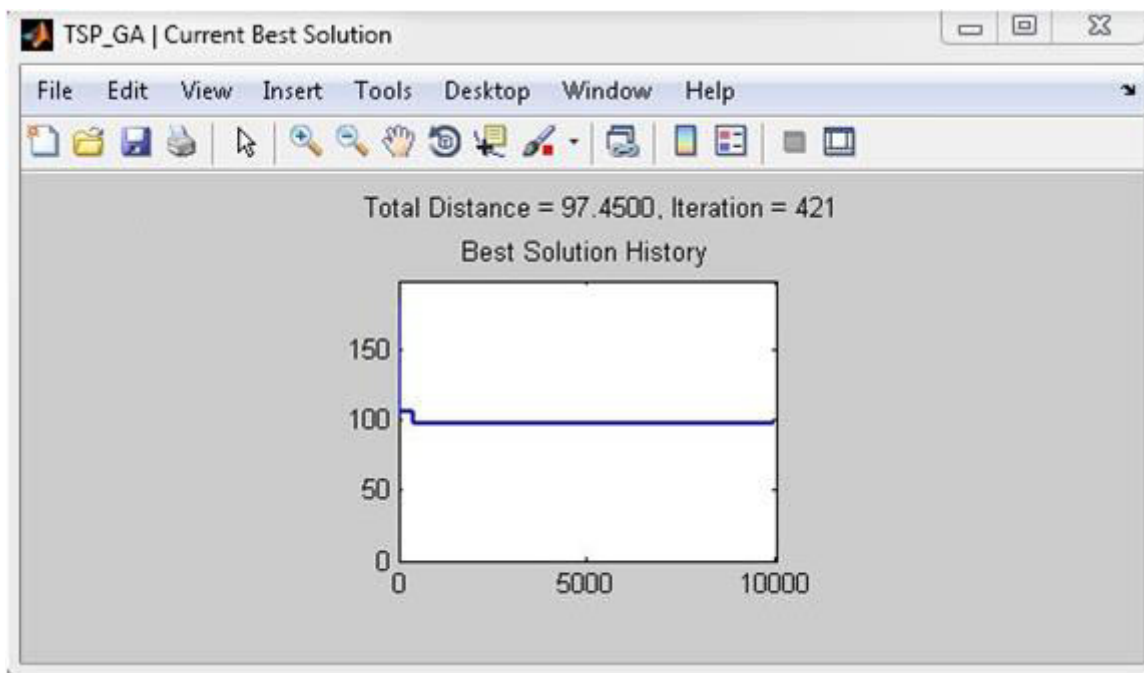 TSP_GA | Current Best Solution
File Edit View Insert Tools Desktop Window Help
Total Distance = 97.4500, Iteration = 421
Best Solution History
150
100
50
0
0 5000 10000